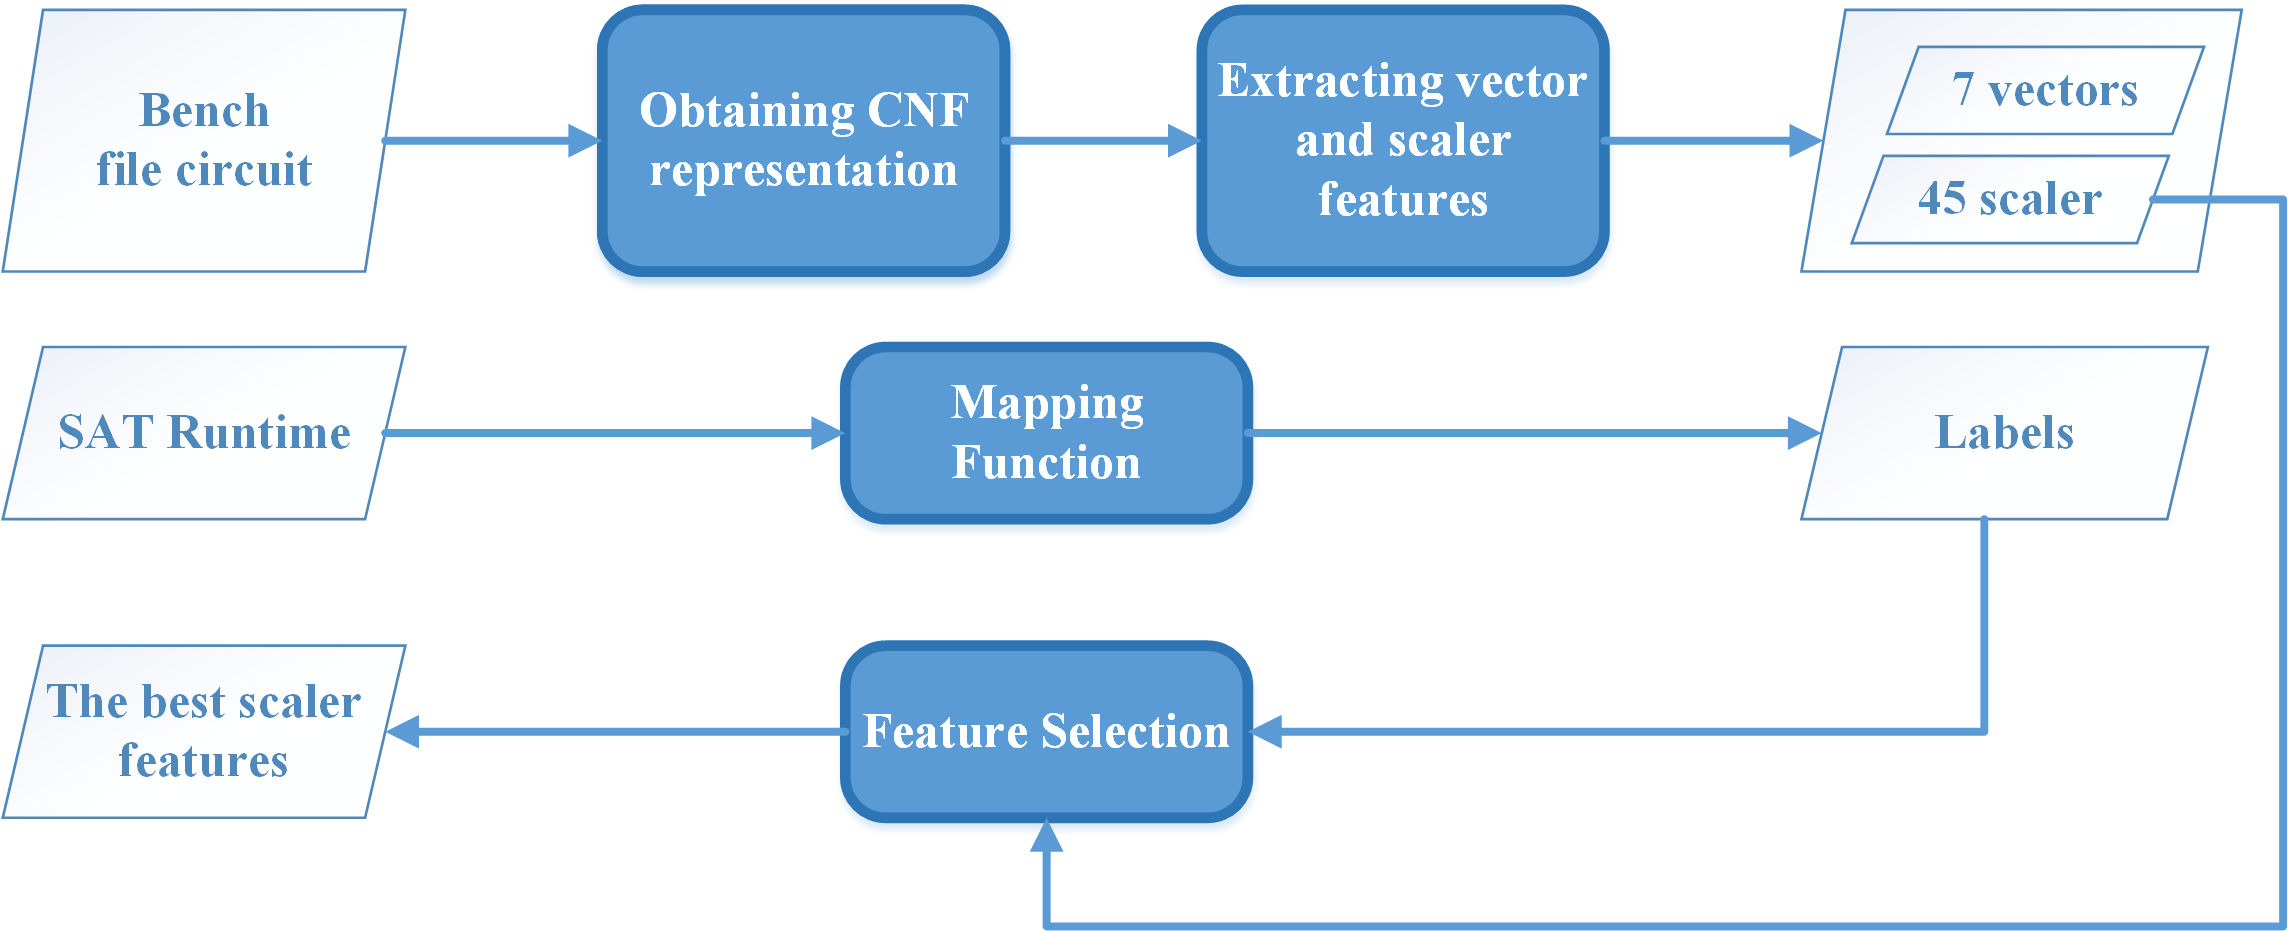 Bench
file circuit
Obtaining CNF
representation
Extracting vector
and scaler
features
7 vectors
45 scaler
SAT Runtime
Mapping
Function
Labels
The best scaler
features
Feature Selection